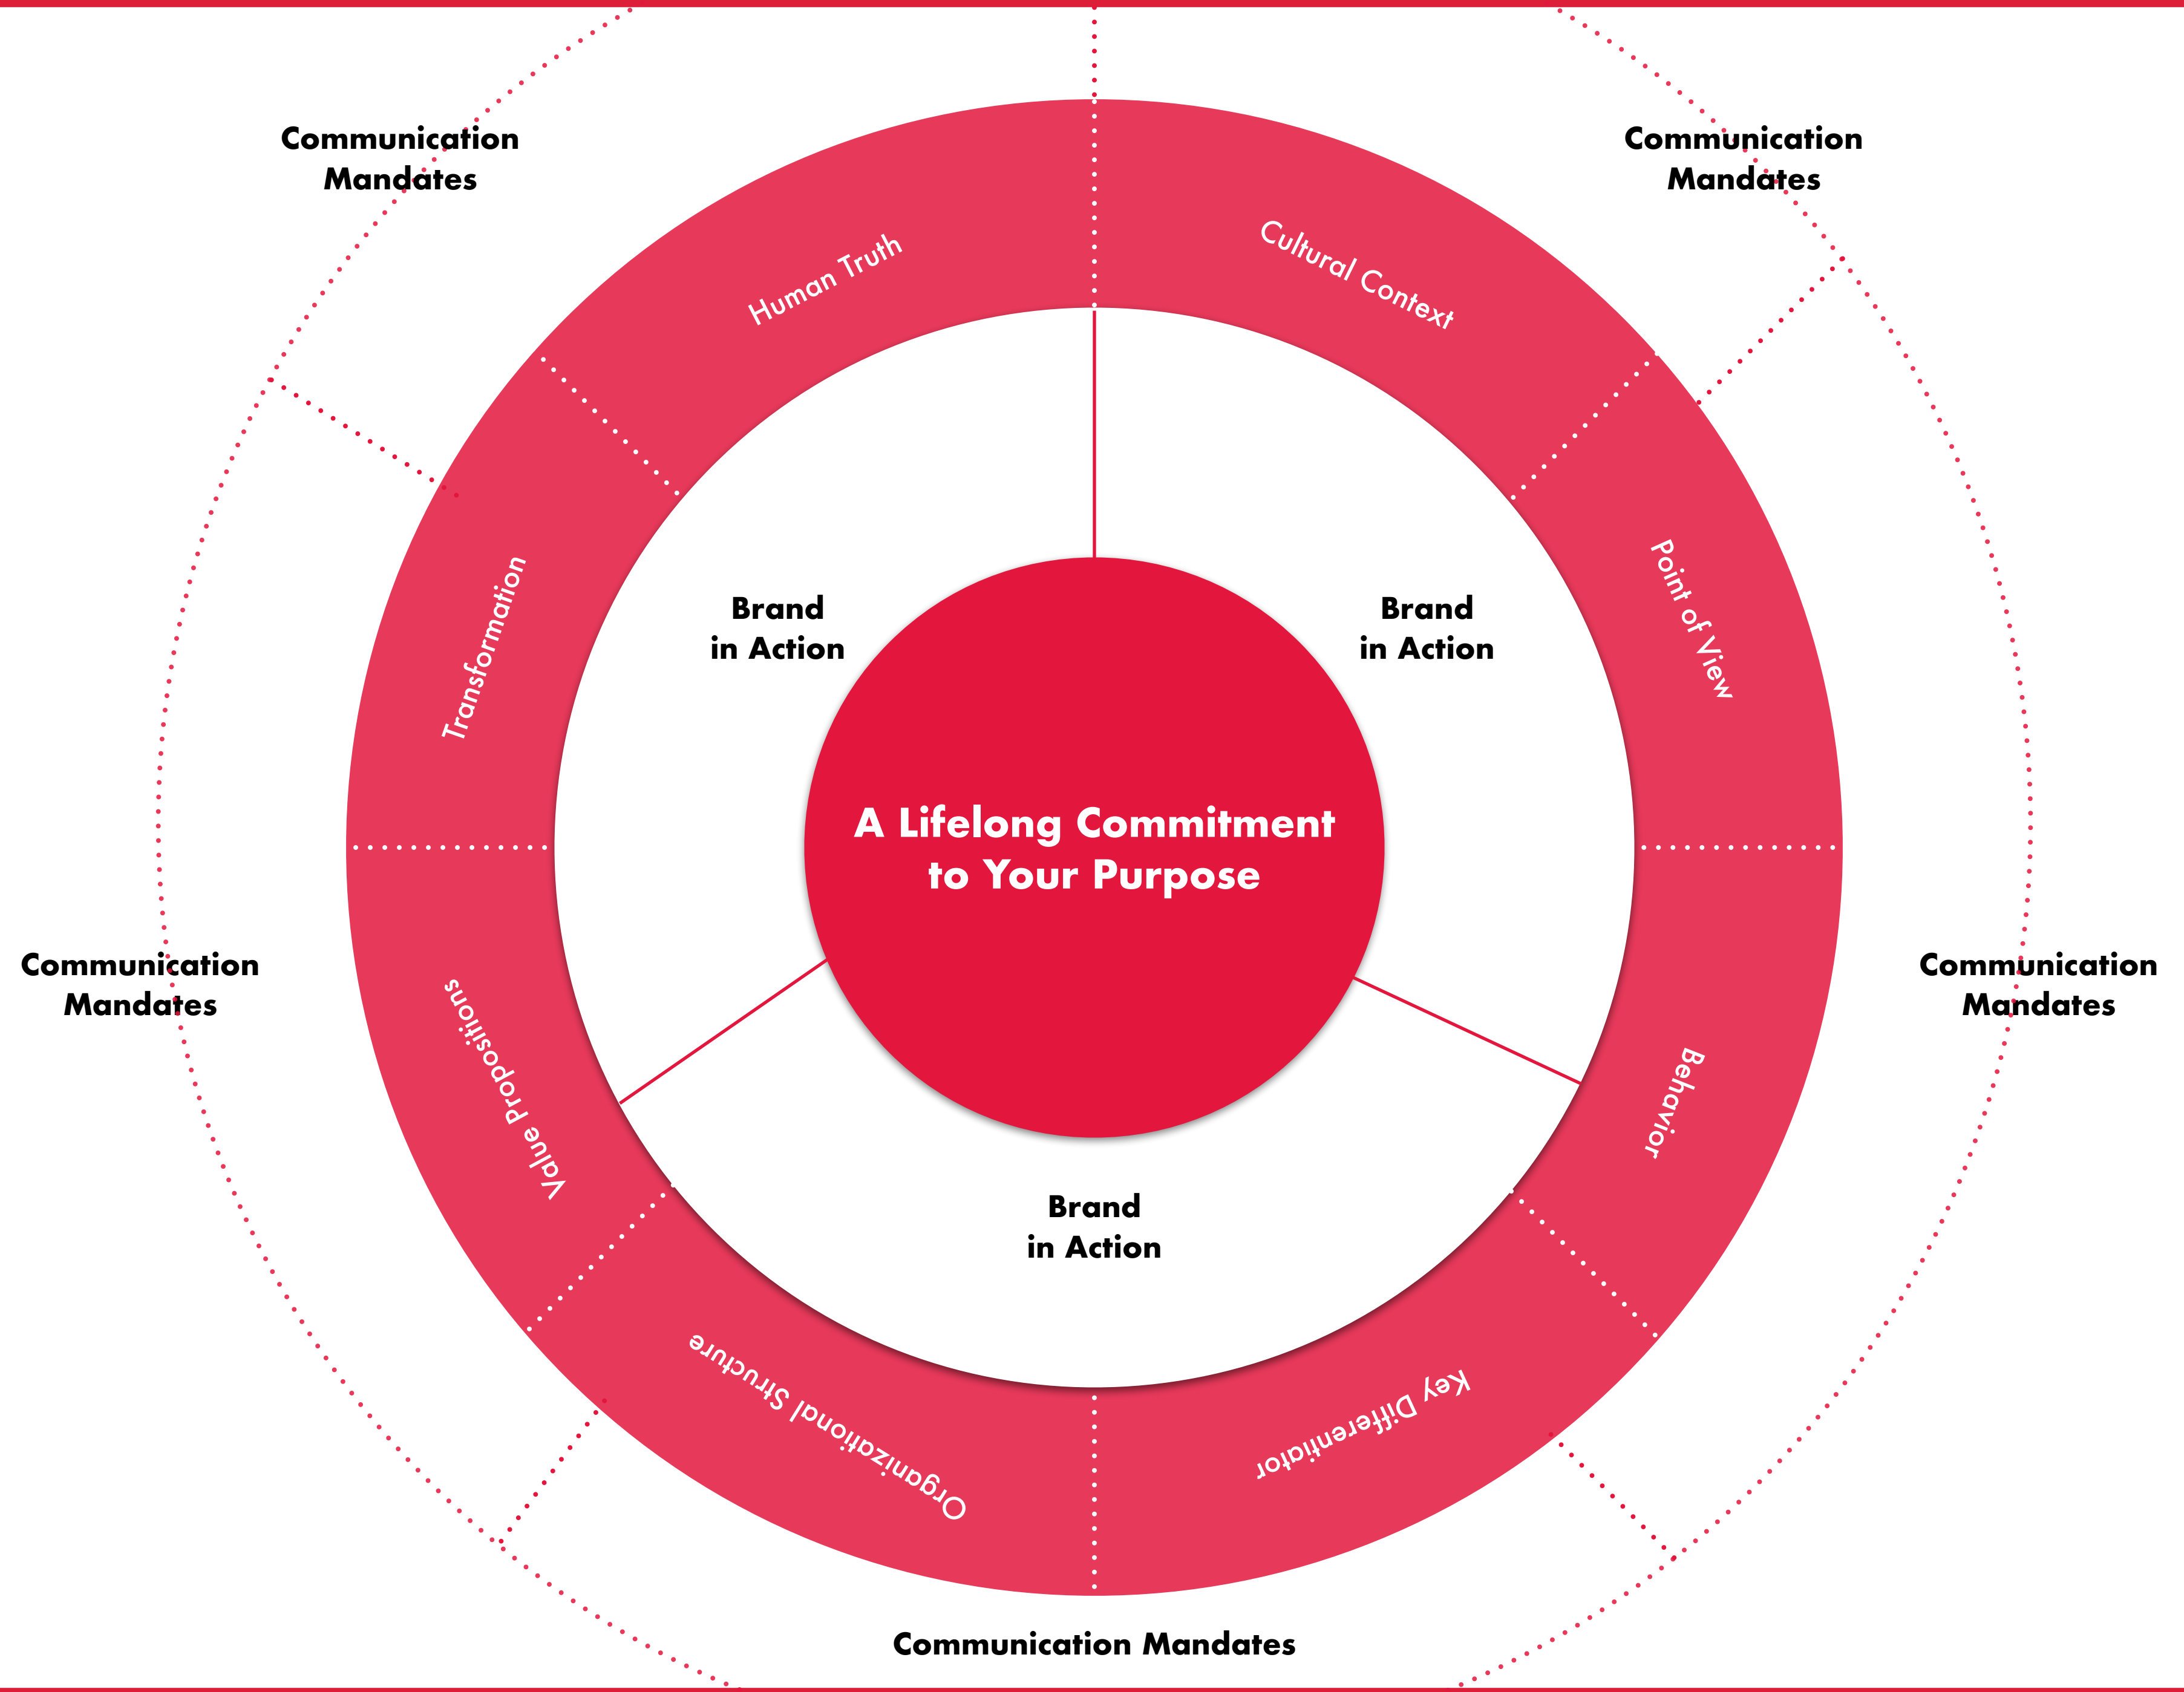 Communication
Mandates
Communication
Mandates
Human Truth
Cultural Context
Transformation
Point of View
Brand
in Action
Brand
in Action
A Lifelong Commitment
to Your Purpose
Communication
Mandates
Communication
Mandates
Value Propositions
Behavior
Brand
in Action
Organizational Structure
Key Differentiator
Communication Mandates